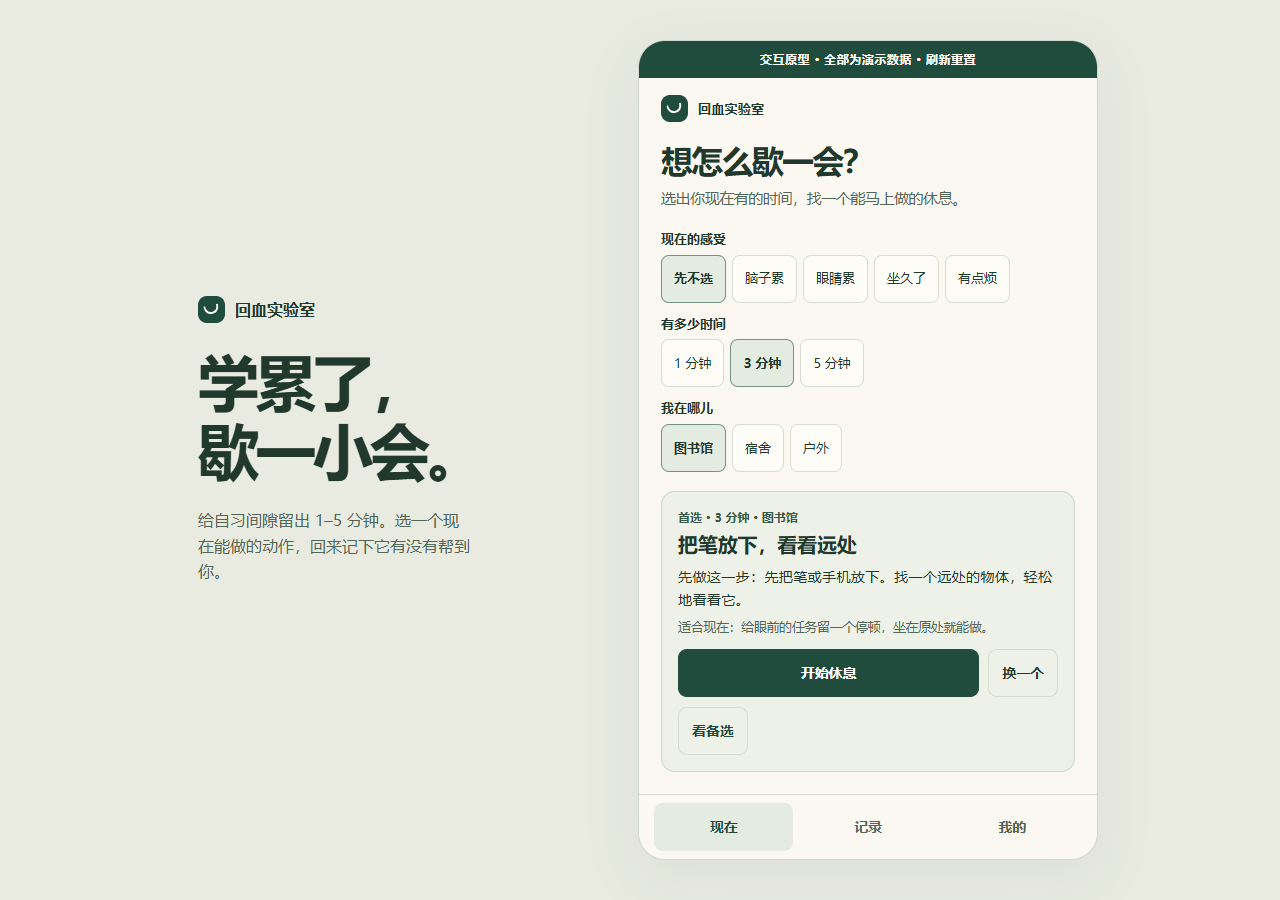 回血实验室
学累了，
歇一小会。
给自习间隙留出 1–5 分钟。选一个现
在能做的动作，回来记下它有没有帮到
你。
交互原型 • 全部为演示数据 • 刷新重置
回血实验室
想怎么歇一会？
选出你现在有的时间，找一个能马上做的休息。
现在的感受
先不选 脑子累 眼睛累 坐久了 有点烦
有多少时间
1 分钟 3 分钟 5 分钟
我在哪儿
图书馆 宿舍 户外
首选 • 3 分钟 • 图书馆
把笔放下，看看远处
先做这一步：先把笔或手机放下。找一个远处的物体，轻松
地看看它。
适合现在：给眼前的任务留一个停顿，坐在原处就能做。
开始休息 换一个
看备选
现在 记录 我的